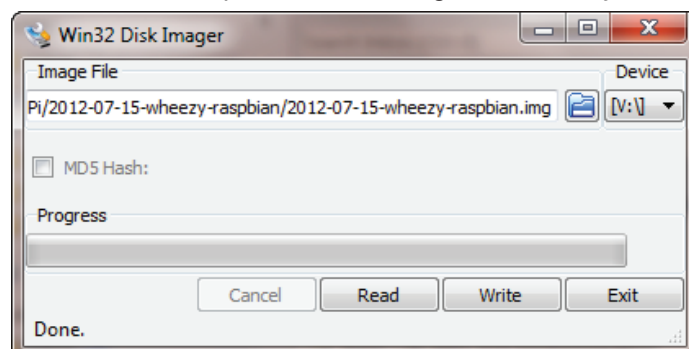 Win32 Disk Imager
Image File
Device
Pi/2012-07-15-wheezy-raspbian/2012-07-15-wheezy-raspbian.img
[V:\]
MD5 Hash:
Progress
Cancel Read Write Exit
Done.